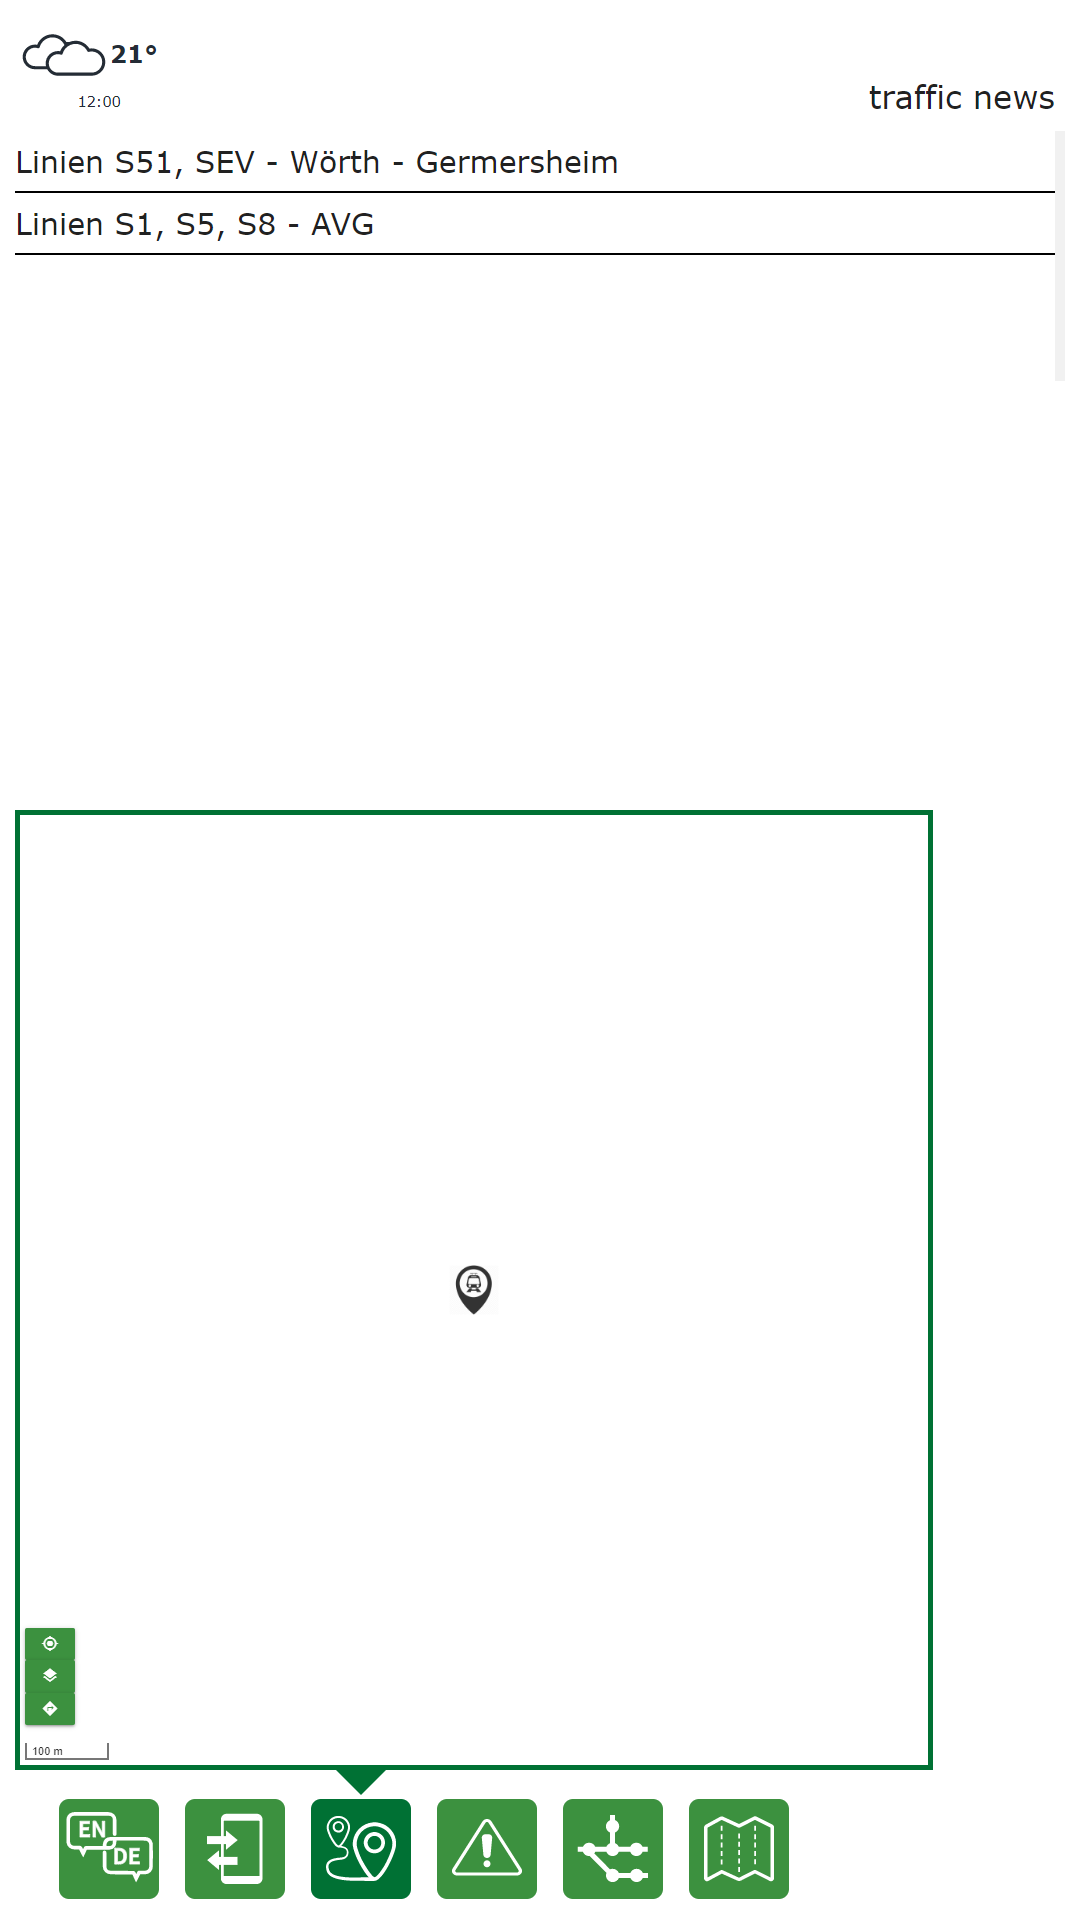 21°
12:00
traffic news
Linien S51, SEV - Wörth - Germersheim
Linien S1, S5, S8 - AVG
100 m
EN
DE